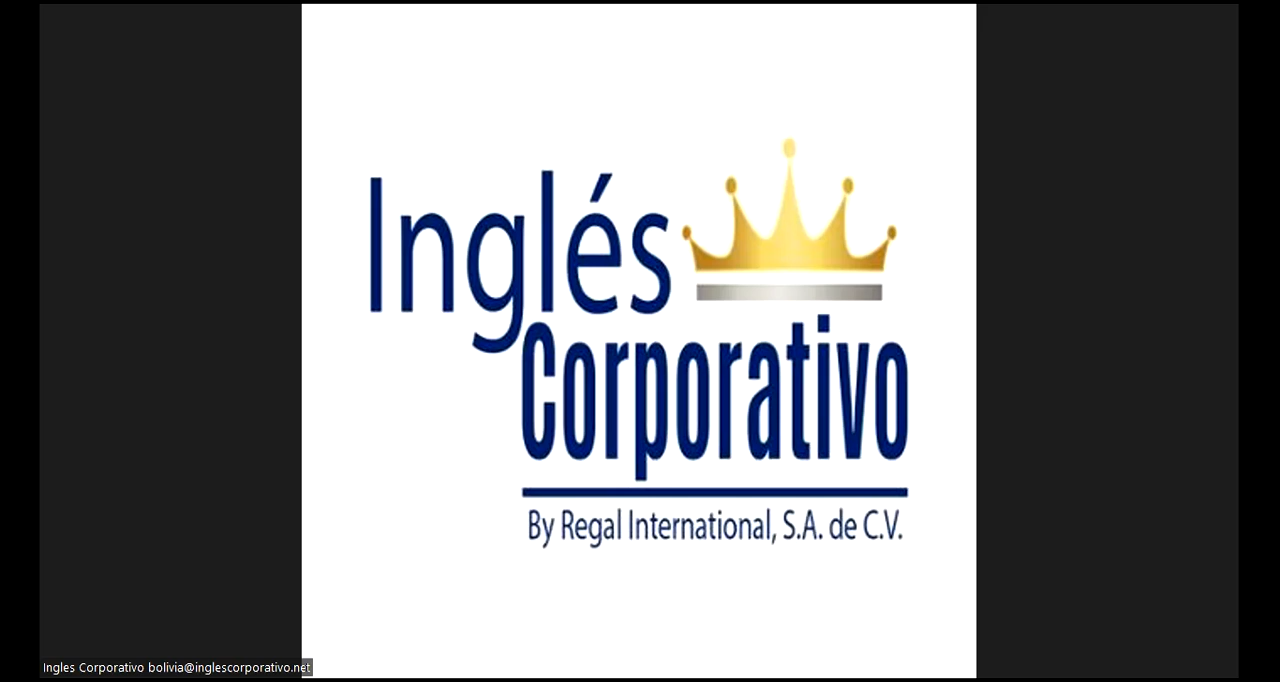 Inglés
Corporativo
By Regal International, S.A. de C.V.
Ingles Corporativo bolivia@inglescorporativo.net